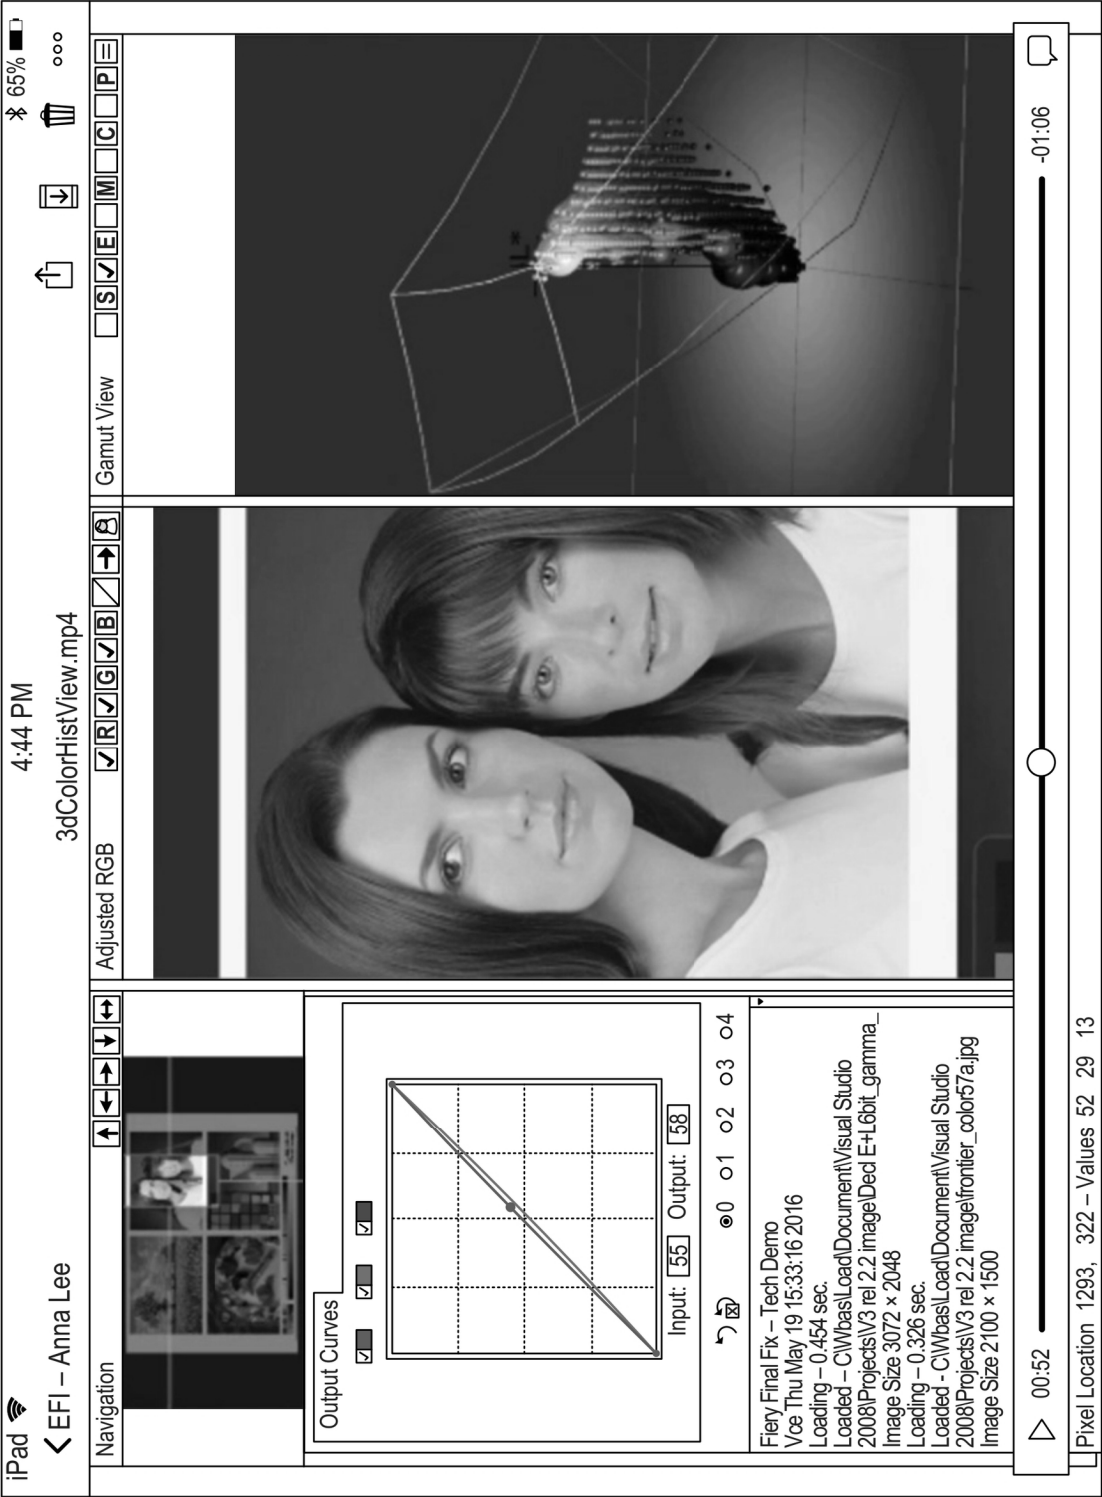 iPad 4:44 PM 65%
EFI – Anna Lee 3dColorHistView.mp4
Navigation
Adjusted RGB R G B
Gamut View S E M C P
Output Curves
Input: 55 Output: 58
0 1 2 3 4
Fiery Final Fix – Tech Demo
Vce Thu May 19 15:33:16 2016
Loading – 0.454 sec.
Loaded – C\Wbas\Load\Document\Visual Studio
2008\Projects\V3 rel 2.2 image\Ded E+L6bit_gamma_
Image Size 3072 × 2048
Loading – 0.326 sec.
Loaded - C\Wbas\Load\Document\Visual Studio
2008\Projects\V3 rel 2.2 image\frontier_color57a.jpg
Image Size 2100 × 1500
00:52 -01:06
Pixel Location 1293, 322 – Values 52 29 13